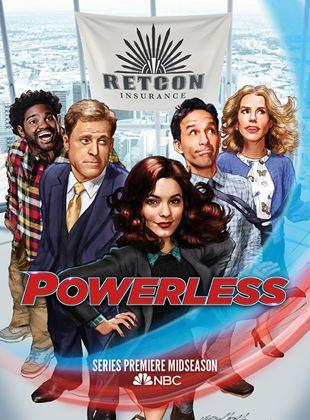 RETCON
INSURANCE
POWERLESS
SERIES PREMIERE MIDSEASON
NBC